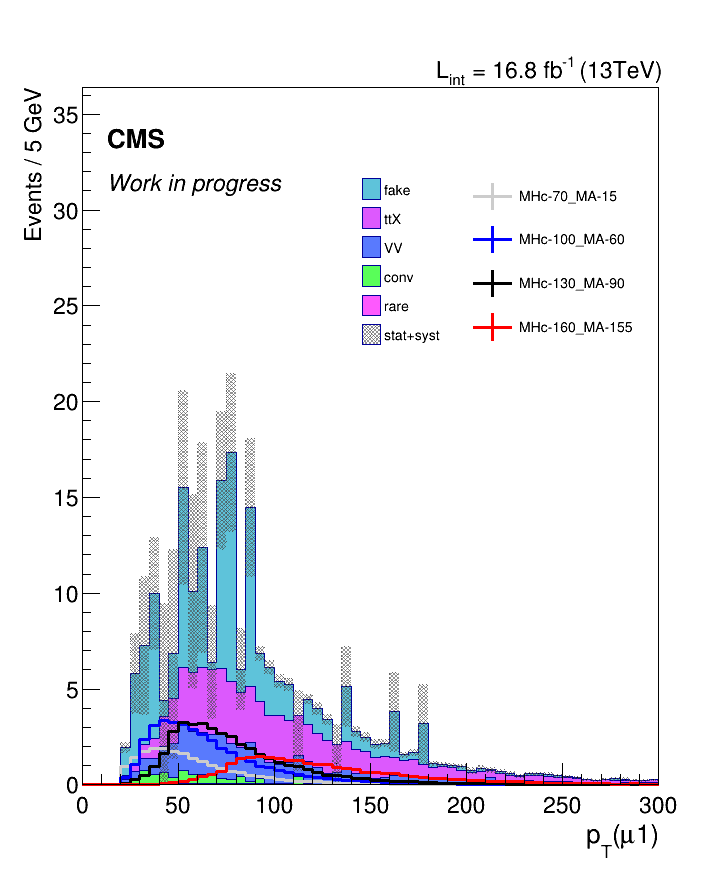 L_int = 16.8 fb^-1 (13TeV)
Events / 5 GeV
35
30
25
20
15
10
5
0
CMS
Work in progress
fake
ttX
VV
conv
rare
stat+syst
MHc-70_MA-15
MHc-100_MA-60
MHc-130_MA-90
MHc-160_MA-155
0 50 100 150 200 250 300
p_T(μ1)